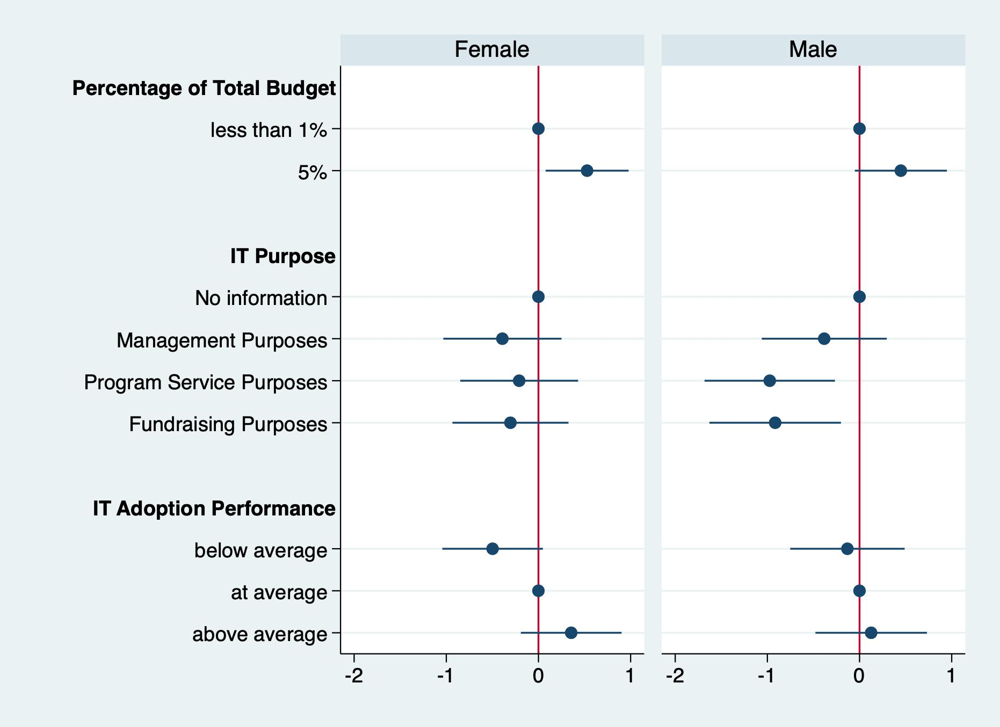 Female
Male
Percentage of Total Budget
less than 1%
5%
IT Purpose
No information
Management Purposes
Program Service Purposes
Fundraising Purposes
IT Adoption Performance
below average
at average
above average
-2 -1 0 1
-2 -1 0 1